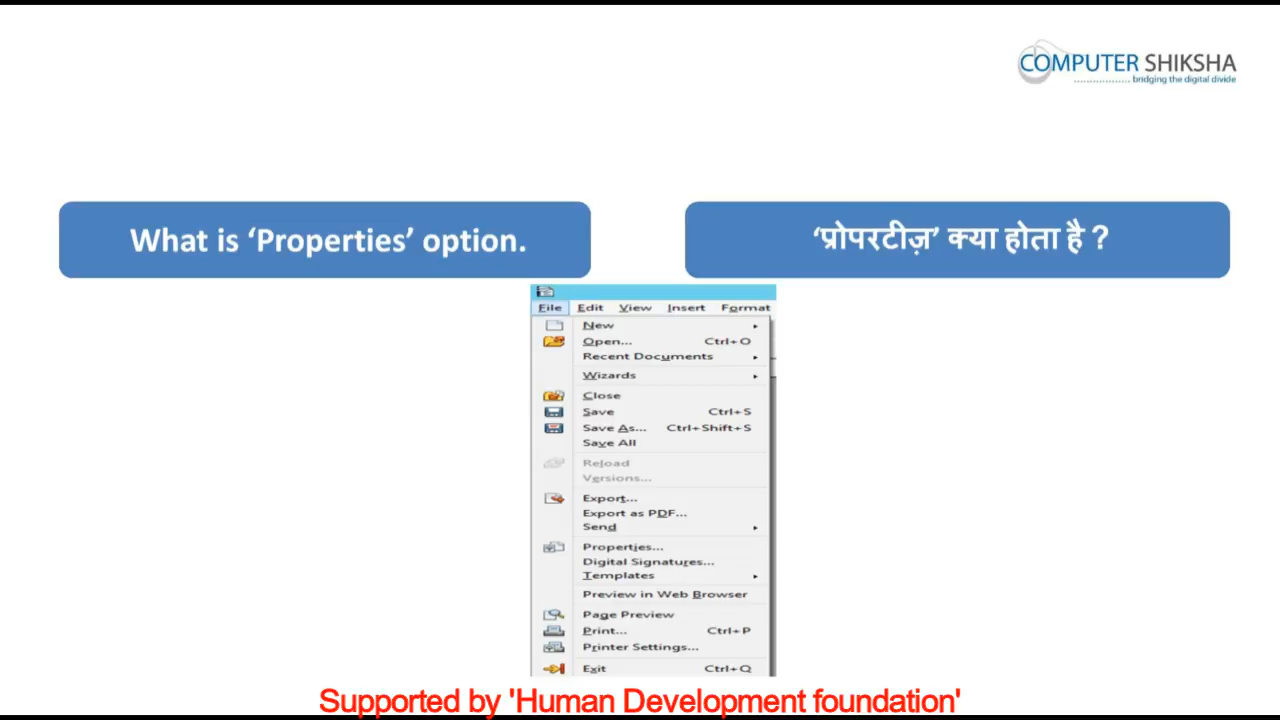 COMPUTER SHIKSHA
bridging the digital divide
What is ‘Properties’ option.
‘प्रोपरटीज़’ क्या होता है ?
File Edit View Insert Format
New
Open... Ctrl+O
Recent Documents
Wizards
Close
Save Ctrl+S
Save As... Ctrl+Shift+S
Save All
Reload
Versions...
Export...
Export as PDF...
Send
Properties...
Digital Signatures...
Templates
Preview in Web Browser
Page Preview
Print... Ctrl+P
Printer Settings...
Exit Ctrl+Q
Supported by 'Human Development foundation'